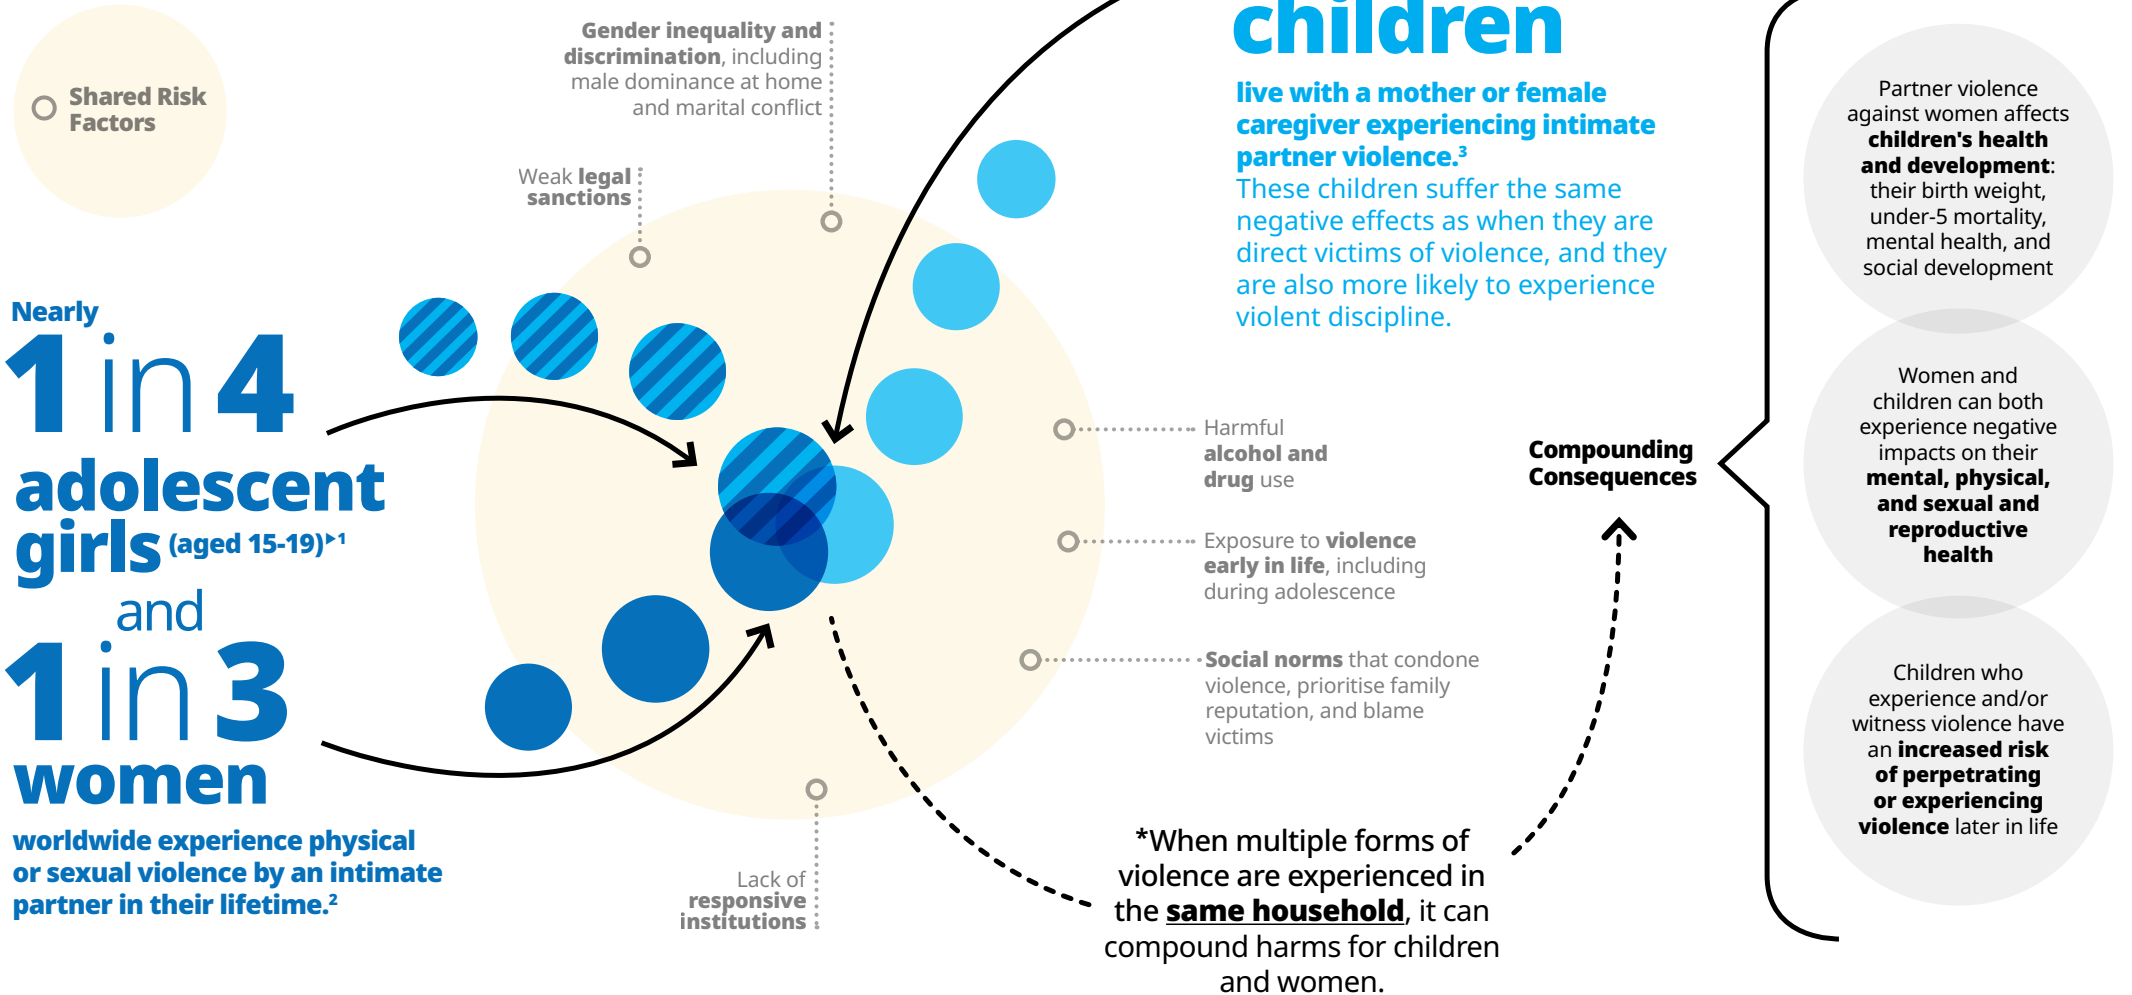 Shared Risk
Factors
Gender inequality and
discrimination, including
male dominance at home
and marital conflict
Weak legal
sanctions
Nearly
1 in 4
adolescent
girls (aged 15-19)▸1
and
1 in 3
women
worldwide experience physical
or sexual violence by an intimate
partner in their lifetime.2
children
live with a mother or female
caregiver experiencing intimate
partner violence.3
These children suffer the same
negative effects as when they are
direct victims of violence, and they
are also more likely to experience
violent discipline.
Harmful
alcohol and
drug use
Exposure to violence
early in life, including
during adolescence
Social norms that condone
violence, prioritise family
reputation, and blame
victims
Lack of
responsive
institutions
*When multiple forms of
violence are experienced in
the same household, it can
compound harms for children
and women.
Compounding
Consequences
Partner violence
against women affects
children's health
and development:
their birth weight,
under-5 mortality,
mental health, and
social development
Women and
children can both
experience negative
impacts on their
mental, physical,
and sexual and
reproductive
health
Children who
experience and/or
witness violence have
an increased risk
of perpetrating
or experiencing
violence later in life